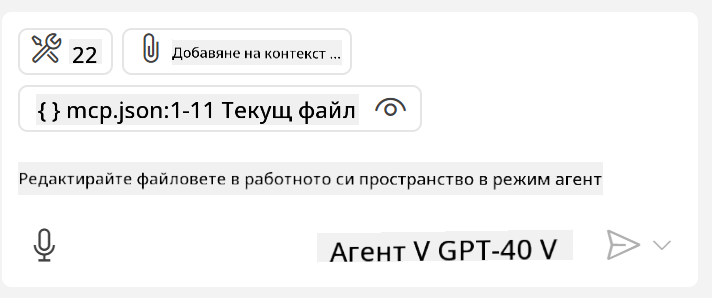 22
Добавяне на контекст ...
{ } mcp.json:1-11 Текущ файл
Редактирайте файловете в работното си пространство в режим агент
Агент V GPT-40 V